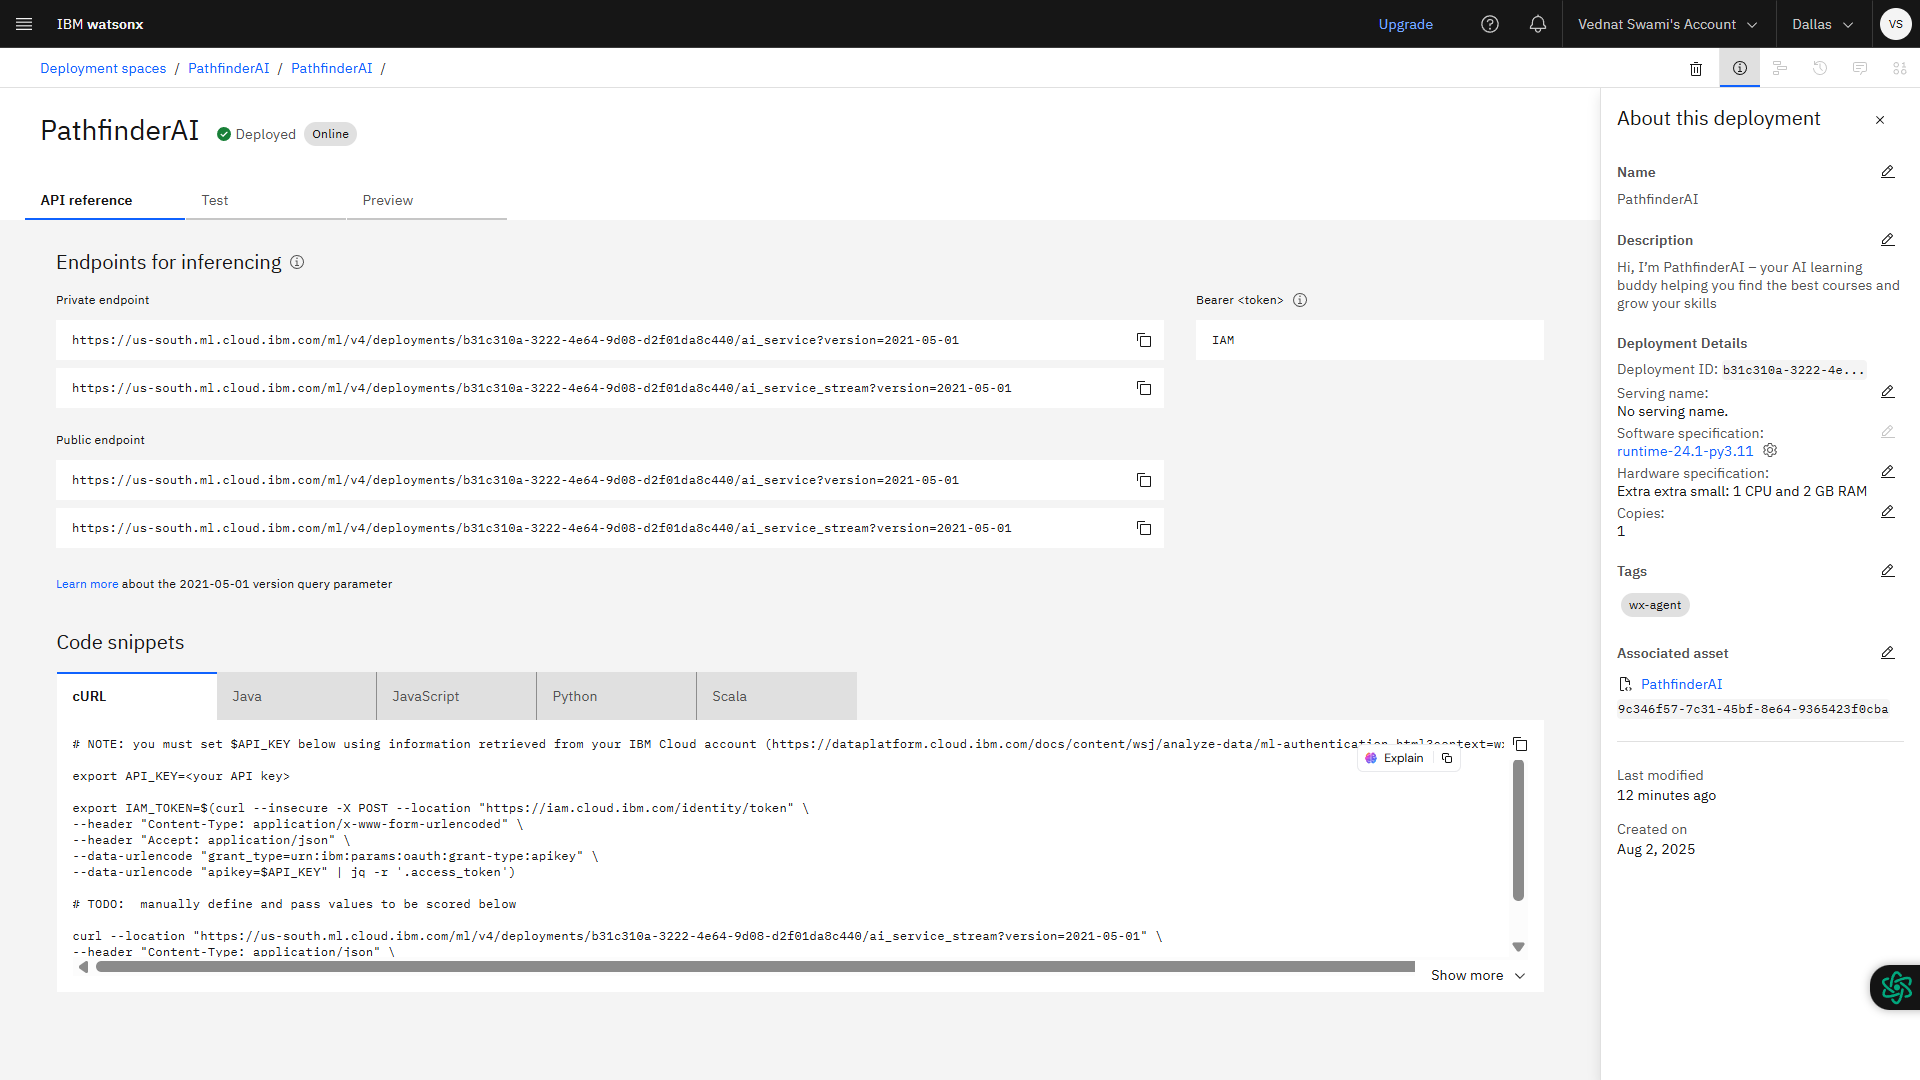 IBM watsonx
Upgrade
Vednat Swami's Account
Dallas
VS
Deployment spaces / PathfinderAI / PathfinderAI /
PathfinderAI
Deployed
Online
API reference
Test
Preview
Endpoints for inferencing
Private endpoint
https://us-south.ml.cloud.ibm.com/ml/v4/deployments/b31c310a-3222-4e64-9d08-d2f01da8c440/ai_service?version=2021-05-01
https://us-south.ml.cloud.ibm.com/ml/v4/deployments/b31c310a-3222-4e64-9d08-d2f01da8c440/ai_service_stream?version=2021-05-01
Bearer <token>
IAM
Public endpoint
https://us-south.ml.cloud.ibm.com/ml/v4/deployments/b31c310a-3222-4e64-9d08-d2f01da8c440/ai_service?version=2021-05-01
https://us-south.ml.cloud.ibm.com/ml/v4/deployments/b31c310a-3222-4e64-9d08-d2f01da8c440/ai_service_stream?version=2021-05-01
Learn more about the 2021-05-01 version query parameter
Code snippets
cURL
Java
JavaScript
Python
Scala
# NOTE: you must set $API_KEY below using information retrieved from your IBM Cloud account (https://dataplatform.cloud.ibm.com/docs/content/wsj/analyze-data/ml-authentication.html?context=wx
Explain
export API_KEY=<your API key>
export IAM_TOKEN=$(curl --insecure -X POST --location "https://iam.cloud.ibm.com/identity/token" \
--header "Content-Type: application/x-www-form-urlencoded" \
--header "Accept: application/json" \
--data-urlencode "grant_type=urn:ibm:params:oauth:grant-type:apikey" \
--data-urlencode "apikey=$API_KEY" | jq -r '.access_token')
# TODO:  manually define and pass values to be scored below
curl --location "https://us-south.ml.cloud.ibm.com/ml/v4/deployments/b31c310a-3222-4e64-9d08-d2f01da8c440/ai_service_stream?version=2021-05-01" \
--header "Content-Type: application/json" \
Show more
About this deployment
Name
PathfinderAI
Description
Hi, I'm PathfinderAI – your AI learning
buddy helping you find the best courses and
grow your skills
Deployment Details
Deployment ID: b31c310a-3222-4e...
Serving name:
No serving name.
Software specification:
runtime-24.1-py3.11
Hardware specification:
Extra extra small: 1 CPU and 2 GB RAM
Copies:
1
Tags
wx-agent
Associated asset
PathfinderAI
9c346f57-7c31-45bf-8e64-9365423f0cba
Last modified
12 minutes ago
Created on
Aug 2, 2025